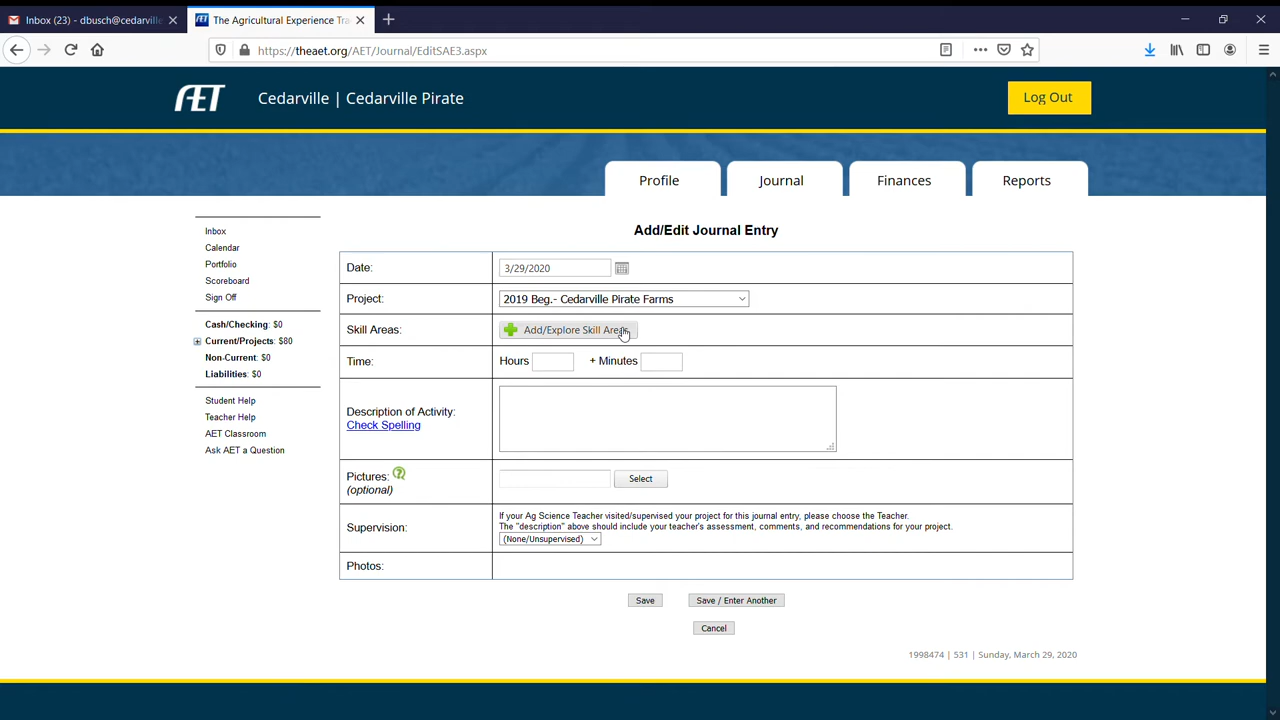 Inbox (23) - dbusch@cedarville
The Agricultural Experience Tra
https://theaet.org/AET/Journal/EditSAE3.aspx
AET
Cedarville | Cedarville Pirate
Log Out
Profile
Journal
Finances
Reports
Inbox
Calendar
Portfolio
Scoreboard
Sign Off
Cash/Checking: $0
Current/Projects: $80
Non-Current: $0
Liabilities: $0
Student Help
Teacher Help
AET Classroom
Ask AET a Question
Add/Edit Journal Entry
Date:
3/29/2020
Project:
2019 Beg.- Cedarville Pirate Farms
Skill Areas:
Add/Explore Skill Areas
Time:
Hours + Minutes
Description of Activity:
Check Spelling
Pictures:
(optional)
Select
Supervision:
If your Ag Science Teacher visited/supervised your project for this journal entry, please choose the Teacher.
The "description" above should include your teacher's assessment, comments, and recommendations for your project.
(None/Unsupervised)
Photos:
Save
Save / Enter Another
Cancel
1998474 | 531 | Sunday, March 29, 2020